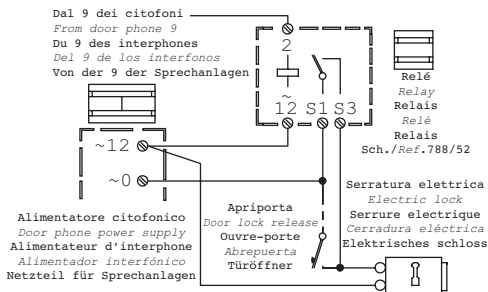 Dal 9 dei citofoni
From door phone 9
Du 9 des interphones
Del 9 de los interfonos
Von der 9 der Sprechanlagen
2
~
12 S1 S3
Relé
Relay
Relais
Relé
Relais
Sch./Ref.788/52
~12
~0
Alimentatore citofonico
Door phone power supply
Alimentateur d'interphone
Alimentador interfónico
Netzteil für Sprechanlagen
Apriporta
Door lock release
Ouvre-porte
Abrepuerta
Türöffner
Serratura elettrica
Electric lock
Serrure electrique
Cerradura eléctrica
Elektrisches schloss